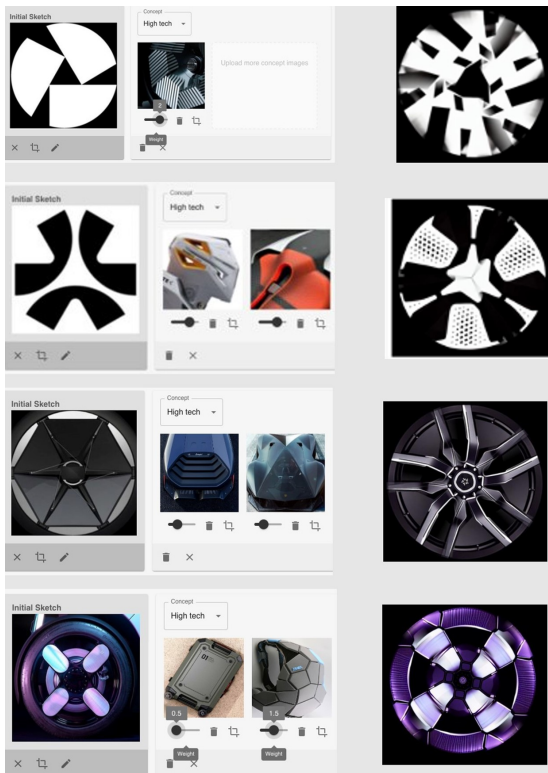 Initial Sketch
Concept
High tech
Upload more concept images
2
Weight
Initial Sketch
Concept
High tech
Initial Sketch
Concept
High tech
Initial Sketch
Concept
High tech
01
0.5
1.5
Weight
Weight